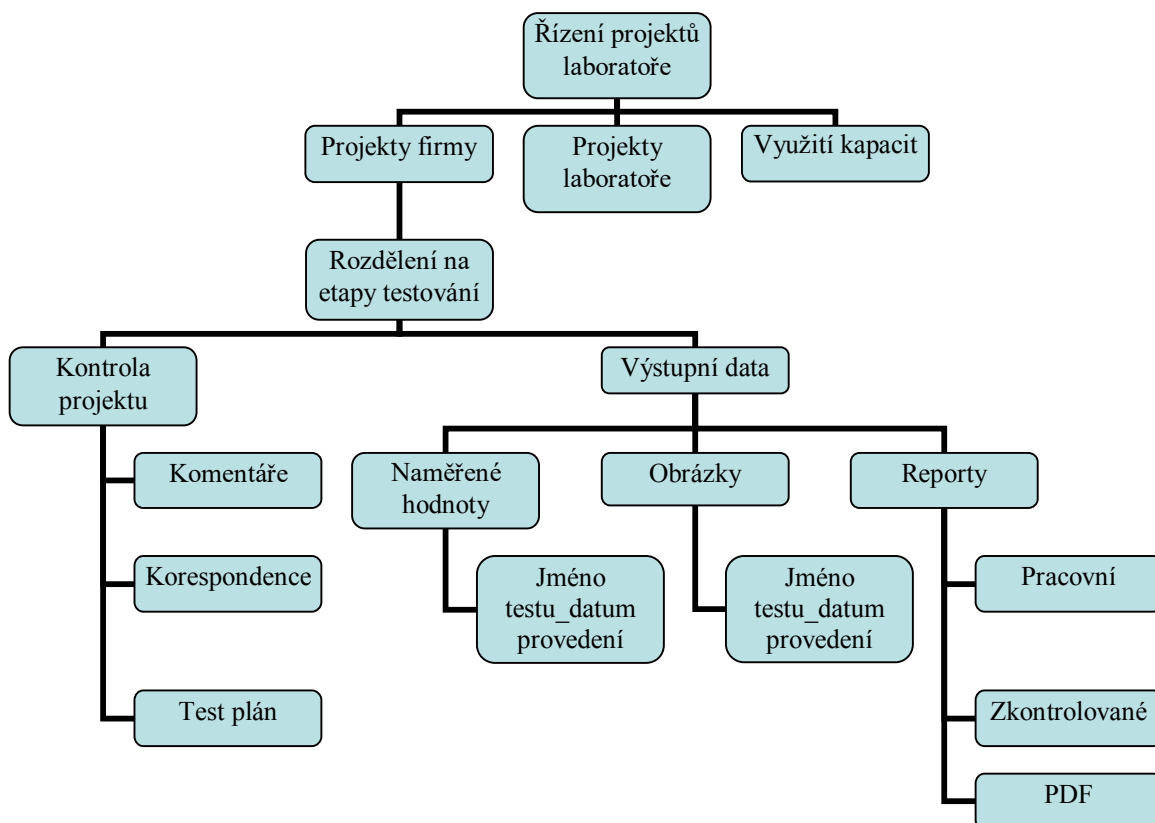 Řízení projektů
laboratoře
Projekty firmy
Projekty
laboratoře
Využití kapacit
Rozdělení na
etapy testování
Kontrola
projektu
Výstupní data
Komentáře
Naměřené
hodnoty
Obrázky
Reporty
Korespondence
Jméno
testu_datum
provedení
Jméno
testu_datum
provedení
Pracovní
Test plán
Zkontrolované
PDF